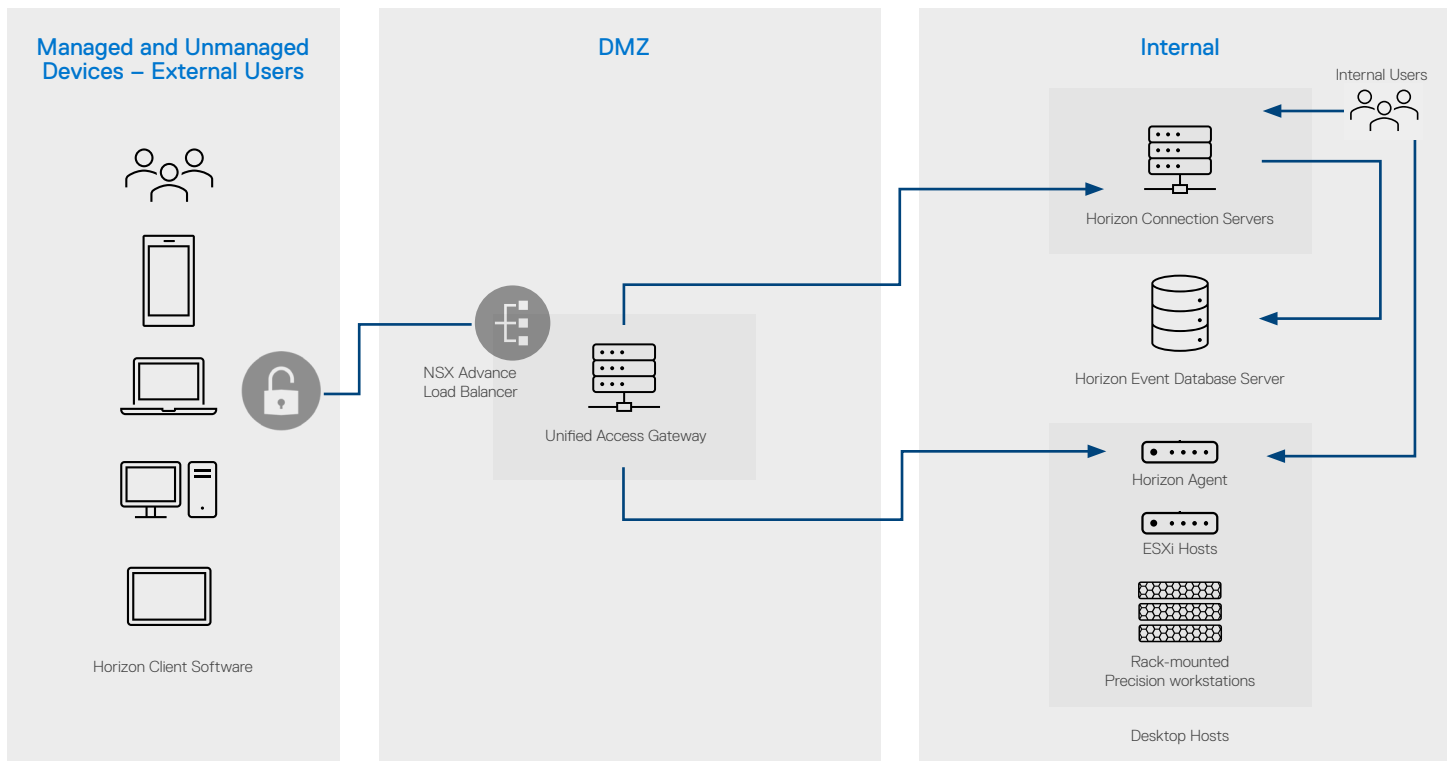 Managed and Unmanaged
Devices – External Users
Horizon Client Software
DMZ
NSX Advance
Load Balancer
Unified Access Gateway
Internal
Internal Users
Horizon Connection Servers
Horizon Event Database Server
Horizon Agent
ESXi Hosts
Rack-mounted
Precision workstations
Desktop Hosts